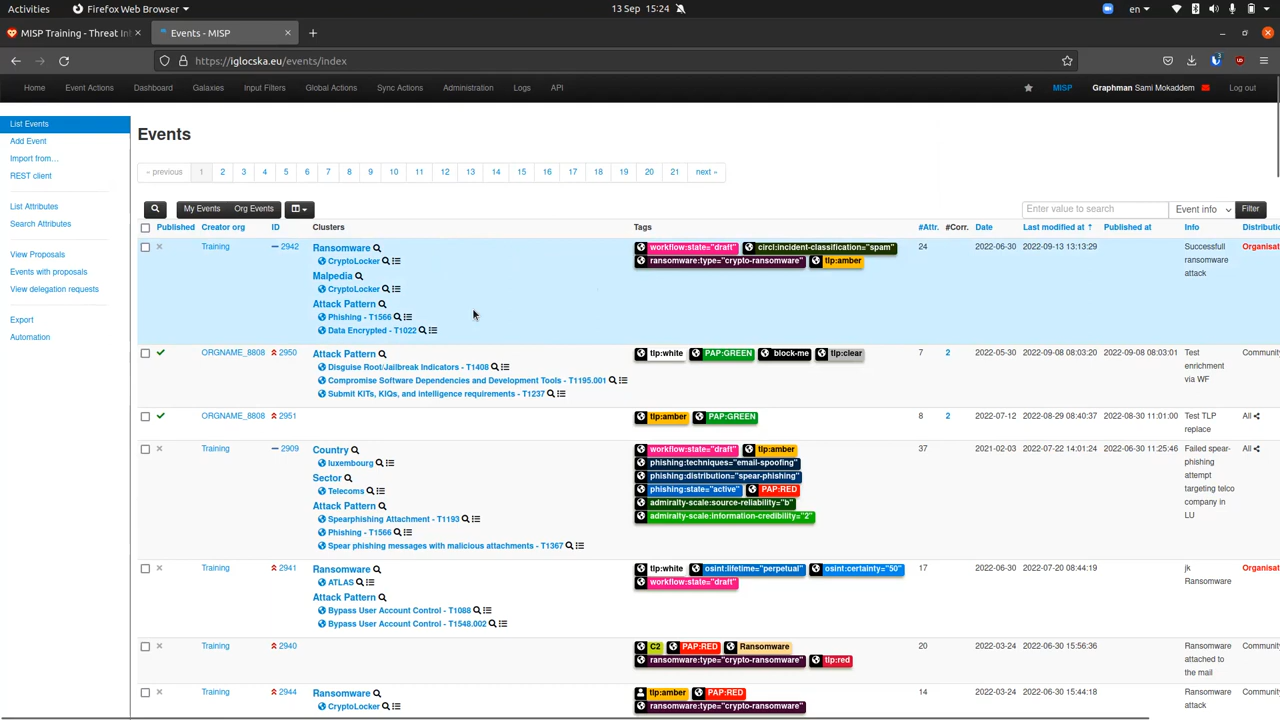 Activities Firefox Web Browser 13 Sep 15:24 en
MISP Training - Threat In Events - MISP
https://iglocska.eu/events/index
Home Event Actions Dashboard Galaxies Input Filters Global Actions Sync Actions Administration Logs API MISP Graphman Sami Mokaddem Log out
List Events
Add Event
Import from…
REST client
List Attributes
Search Attributes
View Proposals
Events with proposals
View delegation requests
Export
Automation
Events
« previous 1 2 3 4 5 6 7 8 9 10 11 12 13 14 15 16 17 18 19 20 21 next »
My Events Org Events Enter value to search Event info Filter
Published Creator org ID Clusters Tags #Attr. #Corr. Date Last modified at Published at Info Distributi
Training 2942 Ransomware workflow:state="draft" circl:incident-classification="spam" 24 2022-06-30 2022-09-13 13:13:29 Successfull Organisat
CryptoLocker ransomware:type="crypto-ransomware" tlp:amber ransomware
Malpedia attack
CryptoLocker
Attack Pattern
Phishing - T1566
Data Encrypted - T1022
ORGNAME_8808 2950 Attack Pattern tlp:white PAP:GREEN block-me tlp:clear 7 2 2022-05-30 2022-09-08 08:03:20 2022-09-08 08:03:01 Test Community
Disguise Root/Jailbreak Indicators - T1408 enrichment
Compromise Software Dependencies and Development Tools - T1195.001 via WF
Submit KITs, KIQs, and intelligence requirements - T1237
ORGNAME_8808 2951 tlp:amber PAP:GREEN 8 2 2022-07-12 2022-08-29 08:40:37 2022-08-30 11:01:00 Test TLP All
replace
Training 2909 Country workflow:state="draft" tlp:amber 37 2021-02-03 2022-07-22 14:01:24 2022-06-30 11:25:46 Failed spear- All
luxembourg phishing:techniques="email-spoofing" phishing
Sector phishing:distribution="spear-phishing" attempt
Telecoms phishing:state="active" PAP:RED targeting telco
Attack Pattern admiralty-scale:source-reliability="b" company in
Spearphishing Attachment - T1193 admiralty-scale:information-credibility="2" LU
Phishing - T1566
Spear phishing messages with malicious attachments - T1367
Training 2941 Ransomware tlp:white osint:lifetime="perpetual" osint:certainty="50" 17 2022-06-30 2022-07-20 08:44:19 jk Organisat
ATLAS workflow:state="draft" Ransomware
Attack Pattern
Bypass User Account Control - T1088
Bypass User Account Control - T1548.002
Training 2940 C2 PAP:RED Ransomware 20 2022-03-24 2022-06-30 15:56:36 Ransomware Community
ransomware:type="crypto-ransomware" tlp:red attached to
the mail
Training 2944 Ransomware tlp:amber PAP:RED 14 2022-03-24 2022-06-30 15:44:18 Ransomware Community
CryptoLocker ransomware:type="crypto-ransomware" attack